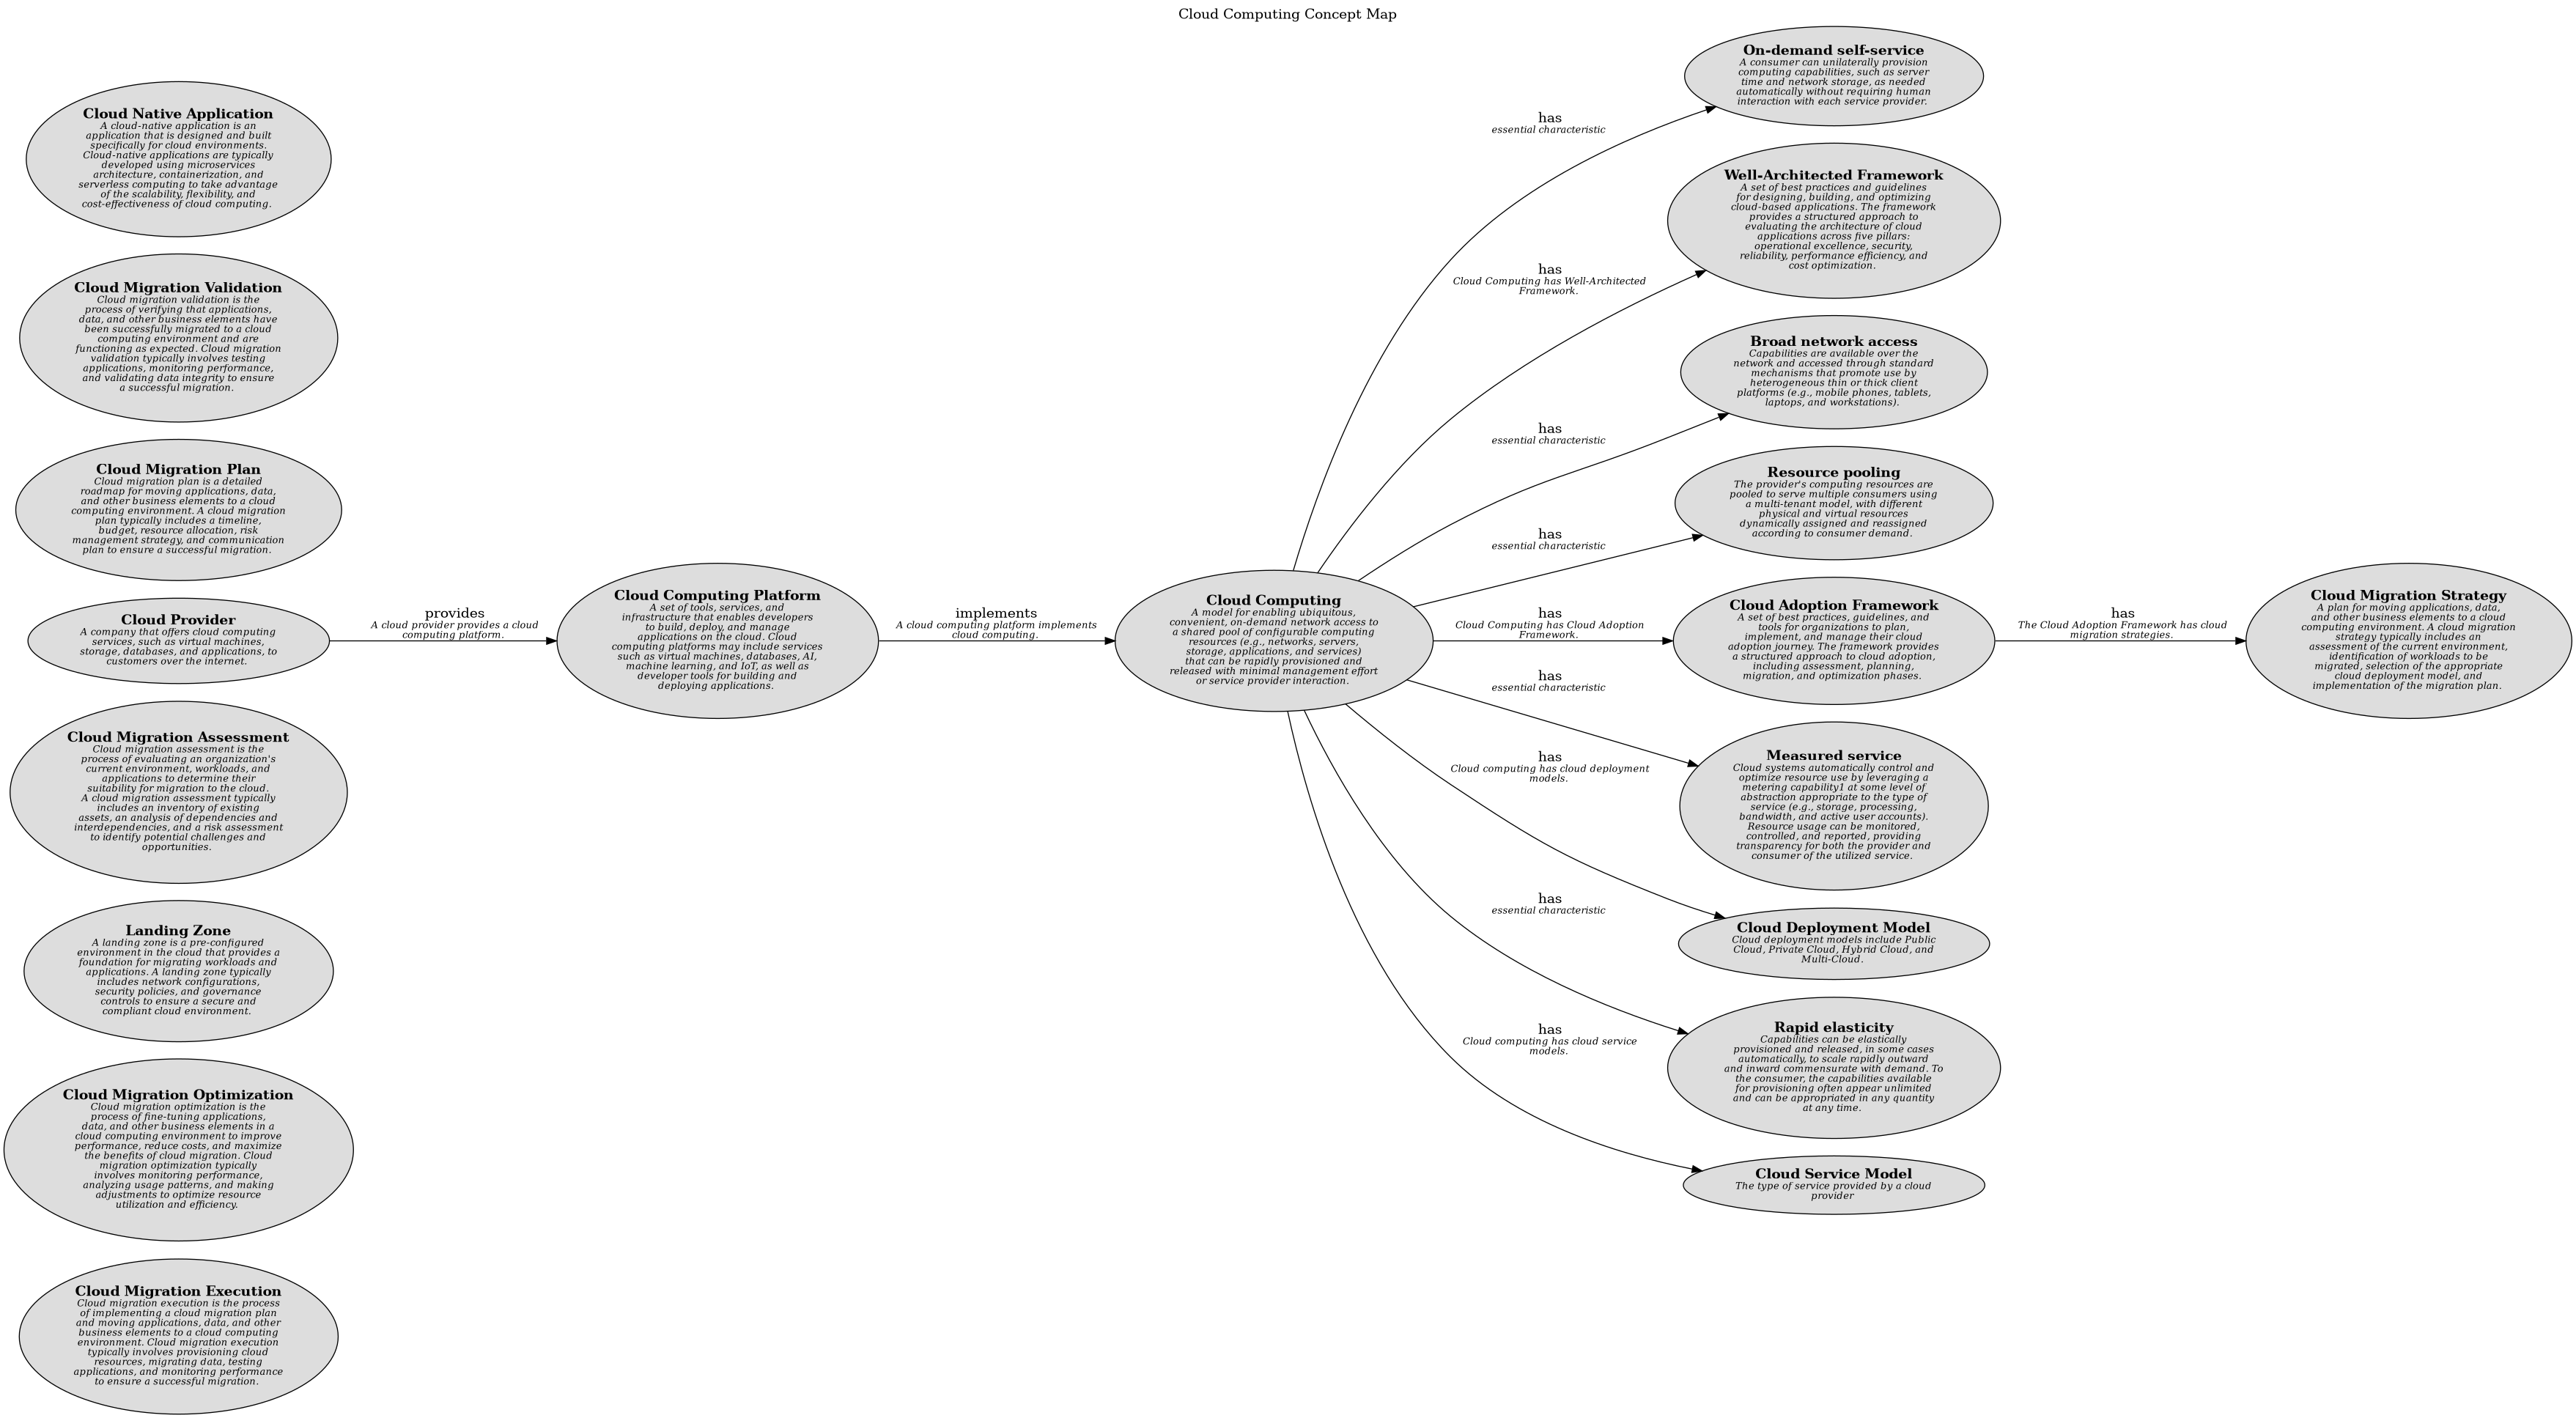 Cloud Computing Concept Map
Cloud Native Application
A cloud-native application is an
application that is designed and built
specifically for cloud environments.
Cloud-native applications are typically
developed using microservices
architecture, containerization, and
serverless computing to take advantage
of the scalability, flexibility, and
cost-effectiveness of cloud computing.
Cloud Migration Validation
Cloud migration validation is the
process of verifying that applications,
data, and other business elements have
been successfully migrated to a cloud
computing environment and are
functioning as expected. Cloud migration
validation typically involves testing
applications, monitoring performance,
and validating data integrity to ensure
a successful migration.
Cloud Migration Plan
Cloud migration plan is a detailed
roadmap for moving applications, data,
and other business elements to a cloud
computing environment. A cloud migration
plan typically includes a timeline,
budget, resource allocation, risk
management strategy, and communication
plan to ensure a successful migration.
Cloud Provider
A company that offers cloud computing
services, such as virtual machines,
storage, databases, and applications, to
customers over the internet.
Cloud Migration Assessment
Cloud migration assessment is the
process of evaluating an organization's
current environment, workloads, and
applications to determine their
suitability for migration to the cloud.
A cloud migration assessment typically
includes an inventory of existing
assets, an analysis of dependencies and
interdependencies, and a risk assessment
to identify potential challenges and
opportunities.
Landing Zone
A landing zone is a pre-configured
environment in the cloud that provides a
foundation for migrating workloads and
applications. A landing zone typically
includes network configurations,
security policies, and governance
controls to ensure a secure and
compliant cloud environment.
Cloud Migration Optimization
Cloud migration optimization is the
process of fine-tuning applications,
data, and other business elements in a
cloud computing environment to improve
performance, reduce costs, and maximize
the benefits of cloud migration. Cloud
migration optimization typically
involves monitoring performance,
analyzing usage patterns, and making
adjustments to optimize resource
utilization and efficiency.
Cloud Migration Execution
Cloud migration execution is the process
of implementing a cloud migration plan
and moving applications, data, and other
business elements to a cloud computing
environment. Cloud migration execution
typically involves provisioning cloud
resources, migrating data, testing
applications, and monitoring performance
to ensure a successful migration.
provides
A cloud provider provides a cloud
computing platform.
Cloud Computing Platform
A set of tools, services, and
infrastructure that enables developers
to build, deploy, and manage
applications on the cloud. Cloud
computing platforms may include services
such as virtual machines, databases, AI,
machine learning, and IoT, as well as
developer tools for building and
deploying applications.
implements
A cloud computing platform implements
cloud computing.
Cloud Computing
A model for enabling ubiquitous,
convenient, on-demand network access to
a shared pool of configurable computing
resources (e.g., networks, servers,
storage, applications, and services)
that can be rapidly provisioned and
released with minimal management effort
or service provider interaction.
has
essential characteristic
has
Cloud Computing has Well-Architected
Framework.
has
essential characteristic
has
essential characteristic
has
Cloud Computing has Cloud Adoption
Framework.
has
essential characteristic
has
Cloud computing has cloud deployment
models.
has
essential characteristic
has
Cloud computing has cloud service
models.
On-demand self-service
A consumer can unilaterally provision
computing capabilities, such as server
time and network storage, as needed
automatically without requiring human
interaction with each service provider.
Well-Architected Framework
A set of best practices and guidelines
for designing, building, and optimizing
cloud-based applications. The framework
provides a structured approach to
evaluating the architecture of cloud
applications across five pillars:
operational excellence, security,
reliability, performance efficiency, and
cost optimization.
Broad network access
Capabilities are available over the
network and accessed through standard
mechanisms that promote use by
heterogeneous thin or thick client
platforms (e.g., mobile phones, tablets,
laptops, and workstations).
Resource pooling
The provider's computing resources are
pooled to serve multiple consumers using
a multi-tenant model, with different
physical and virtual resources
dynamically assigned and reassigned
according to consumer demand.
Cloud Adoption Framework
A set of best practices, guidelines, and
tools for organizations to plan,
implement, and manage their cloud
adoption journey. The framework provides
a structured approach to cloud adoption,
including assessment, planning,
migration, and optimization phases.
Measured service
Cloud systems automatically control and
optimize resource use by leveraging a
metering capability1 at some level of
abstraction appropriate to the type of
service (e.g., storage, processing,
bandwidth, and active user accounts).
Resource usage can be monitored,
controlled, and reported, providing
transparency for both the provider and
consumer of the utilized service.
Cloud Deployment Model
Cloud deployment models include Public
Cloud, Private Cloud, Hybrid Cloud, and
Multi-Cloud.
Rapid elasticity
Capabilities can be elastically
provisioned and released, in some cases
automatically, to scale rapidly outward
and inward commensurate with demand. To
the consumer, the capabilities available
for provisioning often appear unlimited
and can be appropriated in any quantity
at any time.
Cloud Service Model
The type of service provided by a cloud
provider
has
The Cloud Adoption Framework has cloud
migration strategies.
Cloud Migration Strategy
A plan for moving applications, data,
and other business elements to a cloud
computing environment. A cloud migration
strategy typically includes an
assessment of the current environment,
identification of workloads to be
migrated, selection of the appropriate
cloud deployment model, and
implementation of the migration plan.